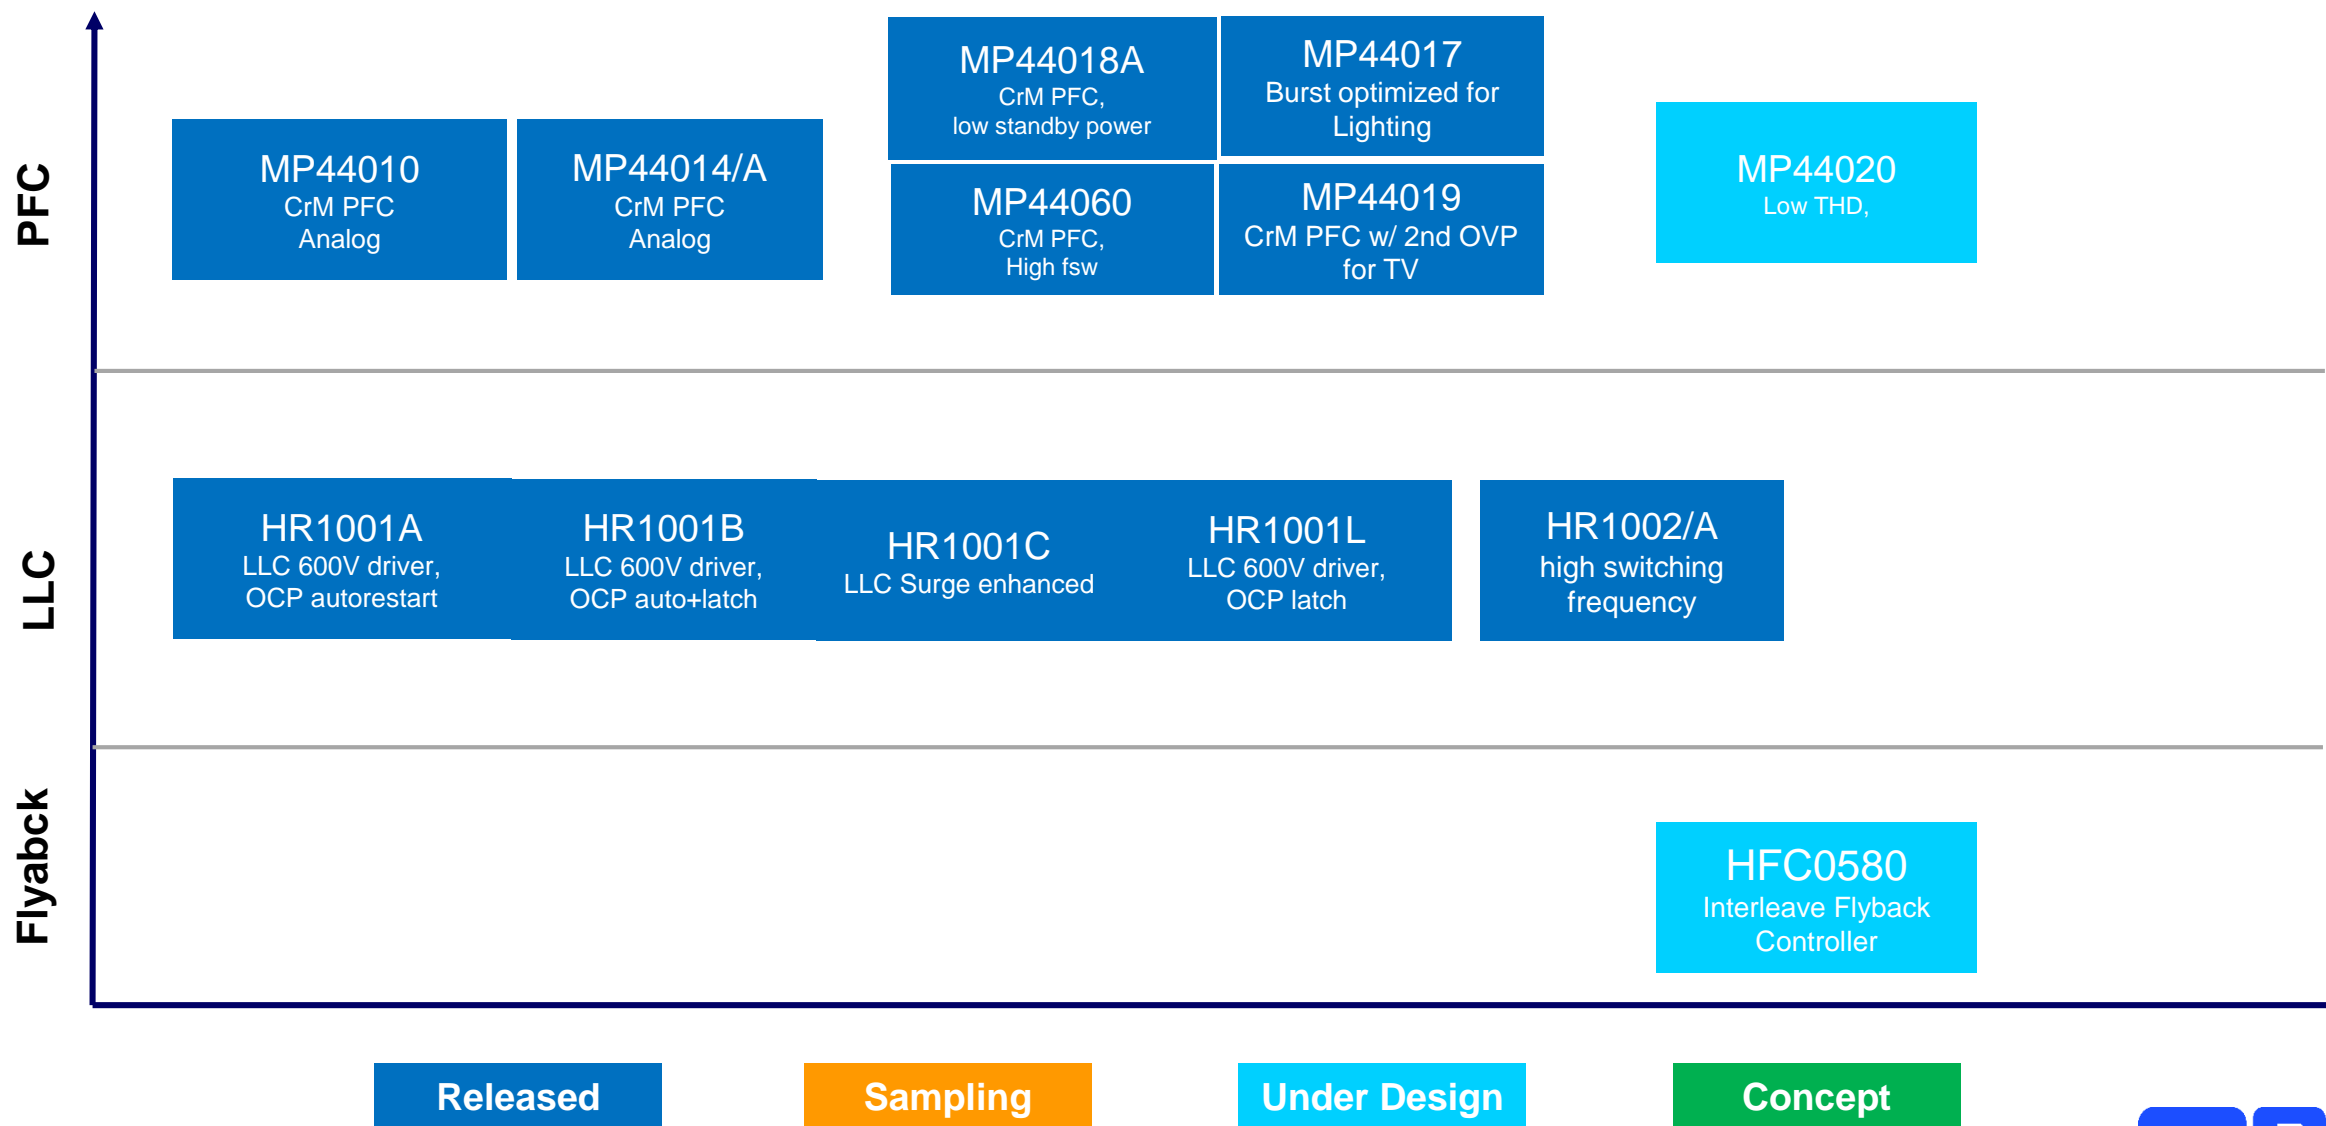 PFC
MP44010
CrM PFC
Analog
MP44014/A
CrM PFC
Analog
MP44018A
CrM PFC,
low standby power
MP44017
Burst optimized for
Lighting
MP44060
CrM PFC,
High fsw
MP44019
CrM PFC w/ 2nd OVP
for TV
MP44020
Low THD,
LLC
HR1001A
LLC 600V driver,
OCP autorestart
HR1001B
LLC 600V driver,
OCP auto+latch
HR1001C
LLC Surge enhanced
HR1001L
LLC 600V driver,
OCP latch
HR1002/A
high switching
frequency
Flyabck
HFC0580
Interleave Flyback
Controller
Released
Sampling
Under Design
Concept